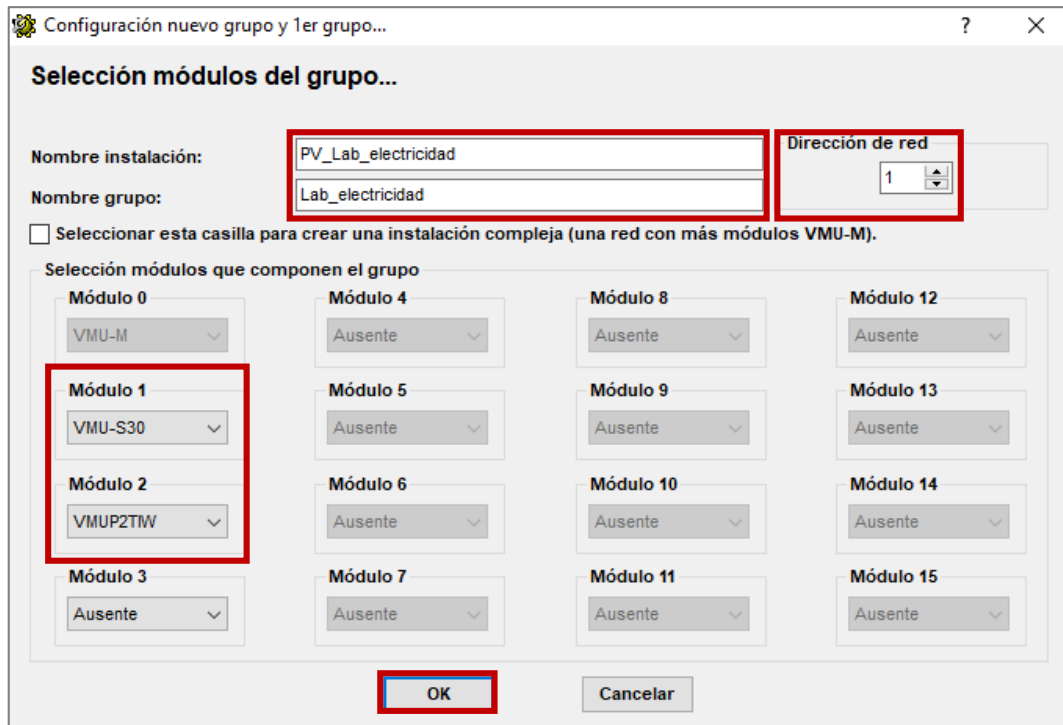 Configuración nuevo grupo y 1er grupo...
?
Selección módulos del grupo...
Nombre instalación:
PV_Lab_electricidad
Dirección de red
1
Nombre grupo:
Lab_electricidad
Seleccionar esta casilla para crear una instalación compleja (una red con más módulos VMU-M).
Selección módulos que componen el grupo
Módulo 0 Módulo 4 Módulo 8 Módulo 12
VMU-M Ausente Ausente Ausente
Módulo 1 Módulo 5 Módulo 9 Módulo 13
VMU-S30 Ausente Ausente Ausente
Módulo 2 Módulo 6 Módulo 10 Módulo 14
VMUP2TIW Ausente Ausente Ausente
Módulo 3 Módulo 7 Módulo 11 Módulo 15
Ausente Ausente Ausente Ausente
OK Cancelar